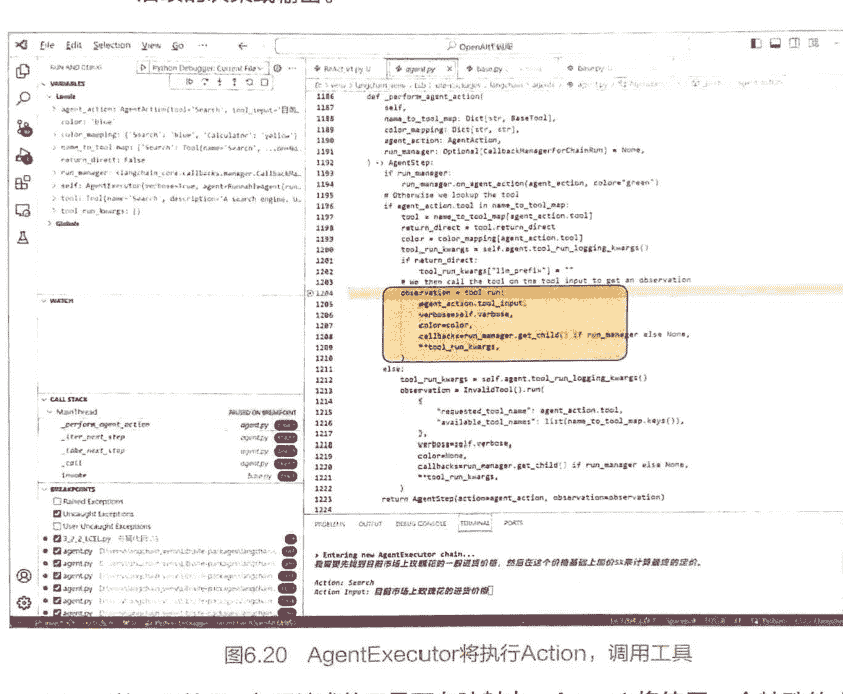 File Edit Selection View Go ···
RUN AND DEBUG Python Debugger: Current File
React.vt.py agent.py × base.py base.py
VARIABLES
Locals
> agent_action: AgentAction(tool='Search', tool_input='目前
color: 'blue'
> color_mapping: {'Search': 'blue', 'Calculator': 'yellow'}
> name_to_tool_map: {'Search': Tool(name='Search',
return_direct: False
> run_manager: <langchain_core.callbacks.manager.CallbackMa
> self: AgentExecutor(verbose=True, agent=RunnableAgent(run
> tool: Tool(name='Search', description='A search engine. U
> tool_run_kwargs: {}
> Globals
WATCH
CALL STACK
MainThread PAUSED ON BREAKPOINT
_perform_agent_action agent.py
_iter_next_step agent.py
_take_next_step agent.py
_call agent.py
invoke base.py
BREAKPOINTS
Raised Exceptions
Uncaught Exceptions
User Uncaught Exceptions
agent.py
agent.py
agent.py
agent.py
agent.py
1186 def _perform_agent_action(
1187 self,
1188 name_to_tool_map: Dict[str, BaseTool],
1189 color_mapping: Dict[str, str],
1190 agent_action: AgentAction,
1191 run_manager: Optional[CallbackManagerForChainRun] = None,
1192 ) -> AgentStep:
1193 if run_manager:
1194 run_manager.on_agent_action(agent_action, color="green")
1195 # Otherwise we lookup the tool
1196 if agent_action.tool in name_to_tool_map:
1197 tool = name_to_tool_map[agent_action.tool]
1198 return_direct = tool.return_direct
1199 color = color_mapping[agent_action.tool]
1200 tool_run_kwargs = self.agent.tool_run_logging_kwargs()
1201 if return_direct:
1202 tool_run_kwargs["llm_prefix"] = ""
1203 # We then call the tool on the tool input to get an observation
1204 observation = tool.run(
1205 agent_action.tool_input,
1206 verbose=self.verbose,
1207 color=color,
1208 callbacks=run_manager.get_child() if run_manager else None,
1209 **tool_run_kwargs,
1210 )
1211 else:
1212 tool_run_kwargs = self.agent.tool_run_logging_kwargs()
1213 observation = InvalidTool().run(
1214 {
1215 "requested_tool_name": agent_action.tool,
1216 "available_tool_names": list(name_to_tool_map.keys()),
1217 },
1218 verbose=self.verbose,
1219 color=None,
1220 callbacks=run_manager.get_child() if run_manager else None,
1221 **tool_run_kwargs,
1222 )
1223 return AgentStep(action=agent_action, observation=observation)
1224
PROBLEMS OUTPUT DEBUG CONSOLE TERMINAL PORTS
> Entering new AgentExecutor chain...
我需要先找到目前市场上玫瑰花的一般进货价格，然后在这个价格基础上加价5%来计算最终的定价。
Action: Search
Action Input: 目前市场上玫瑰花的进货价格
图6.20 AgentExecutor将执行Action，调用工具